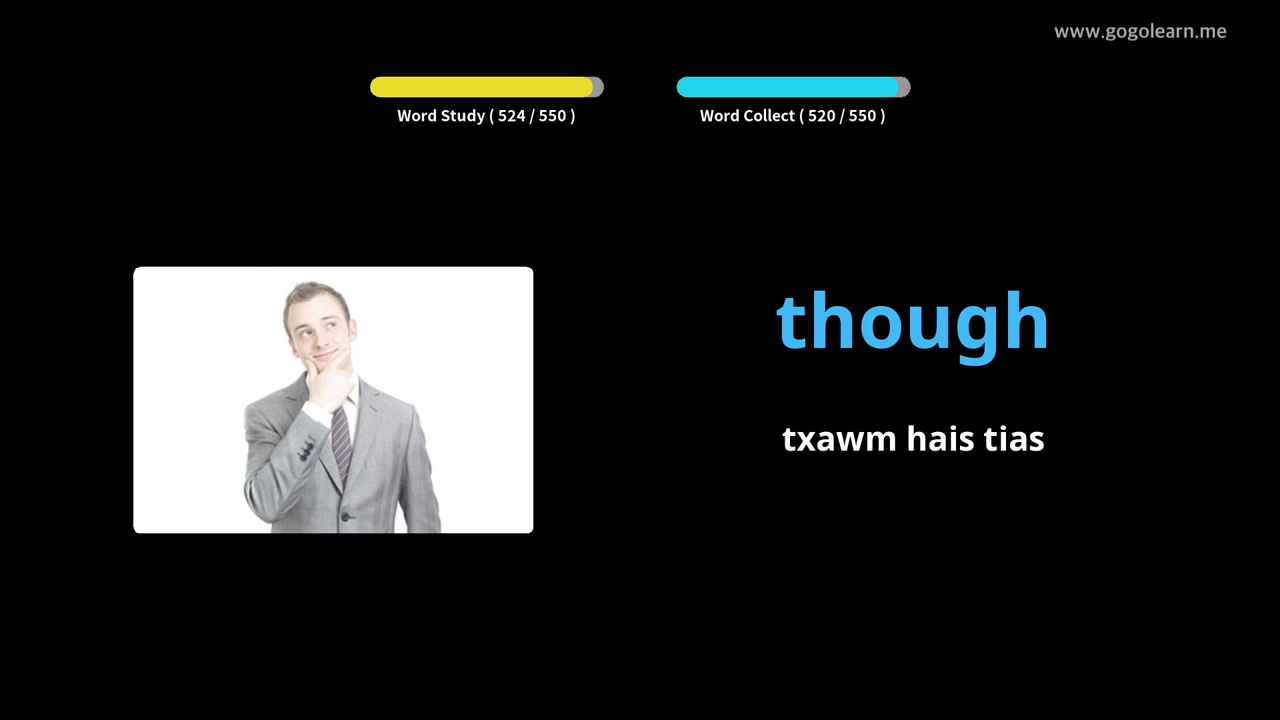 www.gogolearn.me
Word Study ( 524 / 550 )
Word Collect ( 520 / 550 )
though
txawm hais tias